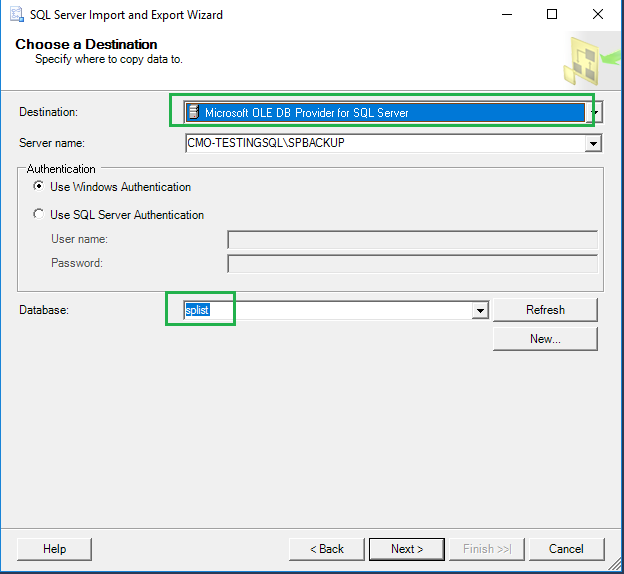 SQL Server Import and Export Wizard
Choose a Destination
Specify where to copy data to.
Destination:
Microsoft OLE DB Provider for SQL Server
Server name:
CMO-TESTINGSQL\SPBACKUP
Authentication
Use Windows Authentication
Use SQL Server Authentication
User name:
Password:
Database:
splist
Refresh
New...
Help
< Back
Next >
Finish >>|
Cancel